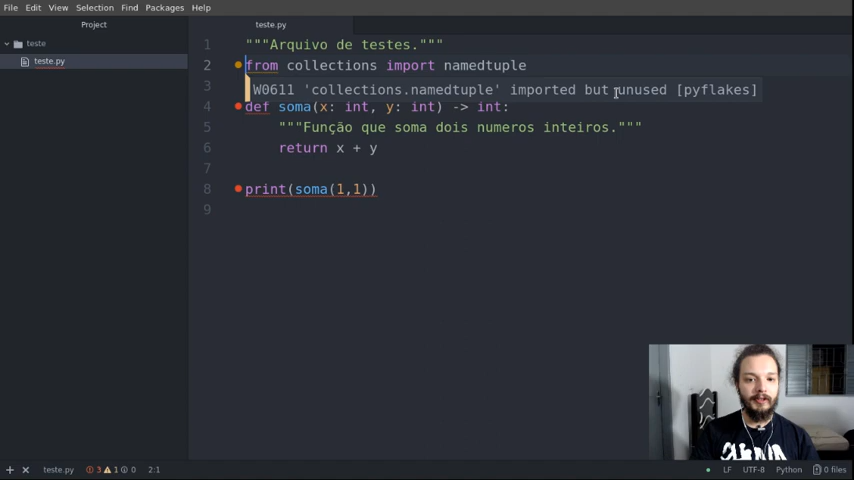 File Edit View Selection Find Packages Help
Project
teste.py
teste
teste.py
1 """Arquivo de testes."""
2 from collections import namedtuple
3 W0611 'collections.namedtuple' imported but unused [pyflakes]
4 def soma(x: int, y: int) -> int:
5 """Função que soma dois numeros inteiros."""
6 return x + y
7
8 print(soma(1,1))
9
teste.py 3 1 0 2:1 LF UTF-8 Python 0 files